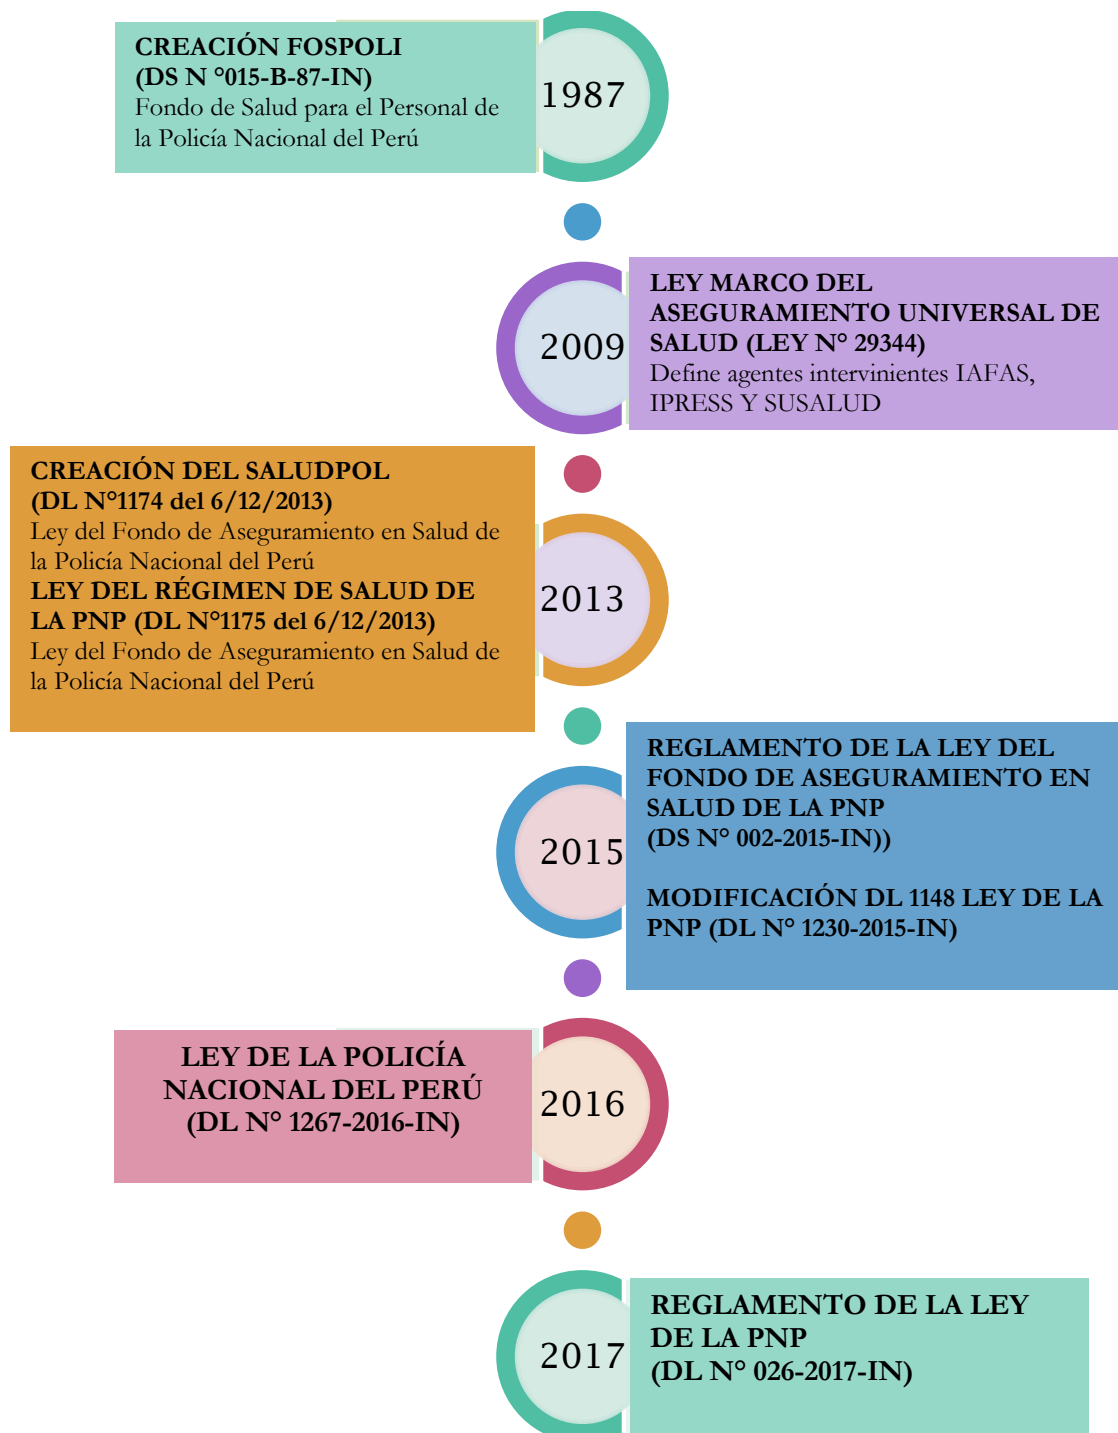 CREACIÓN FOSPOLI
(DS N °015-B-87-IN)
Fondo de Salud para el Personal de
la Policía Nacional del Perú
1987
2009
LEY MARCO DEL
ASEGURAMIENTO UNIVERSAL DE
SALUD (LEY N° 29344)
Define agentes intervinientes IAFAS,
IPRESS Y SUSALUD
CREACIÓN DEL SALUDPOL
(DL N°1174 del 6/12/2013)
Ley del Fondo de Aseguramiento en Salud de
la Policía Nacional del Perú
LEY DEL RÉGIMEN DE SALUD DE
LA PNP (DL N°1175 del 6/12/2013)
Ley del Fondo de Aseguramiento en Salud de
la Policía Nacional del Perú
2013
2015
REGLAMENTO DE LA LEY DEL
FONDO DE ASEGURAMIENTO EN
SALUD DE LA PNP
(DS N° 002-2015-IN))
MODIFICACIÓN DL 1148 LEY DE LA
PNP (DL N° 1230-2015-IN)
LEY DE LA POLICÍA
NACIONAL DEL PERÚ
(DL N° 1267-2016-IN)
2016
2017
REGLAMENTO DE LA LEY
DE LA PNP
(DL N° 026-2017-IN)